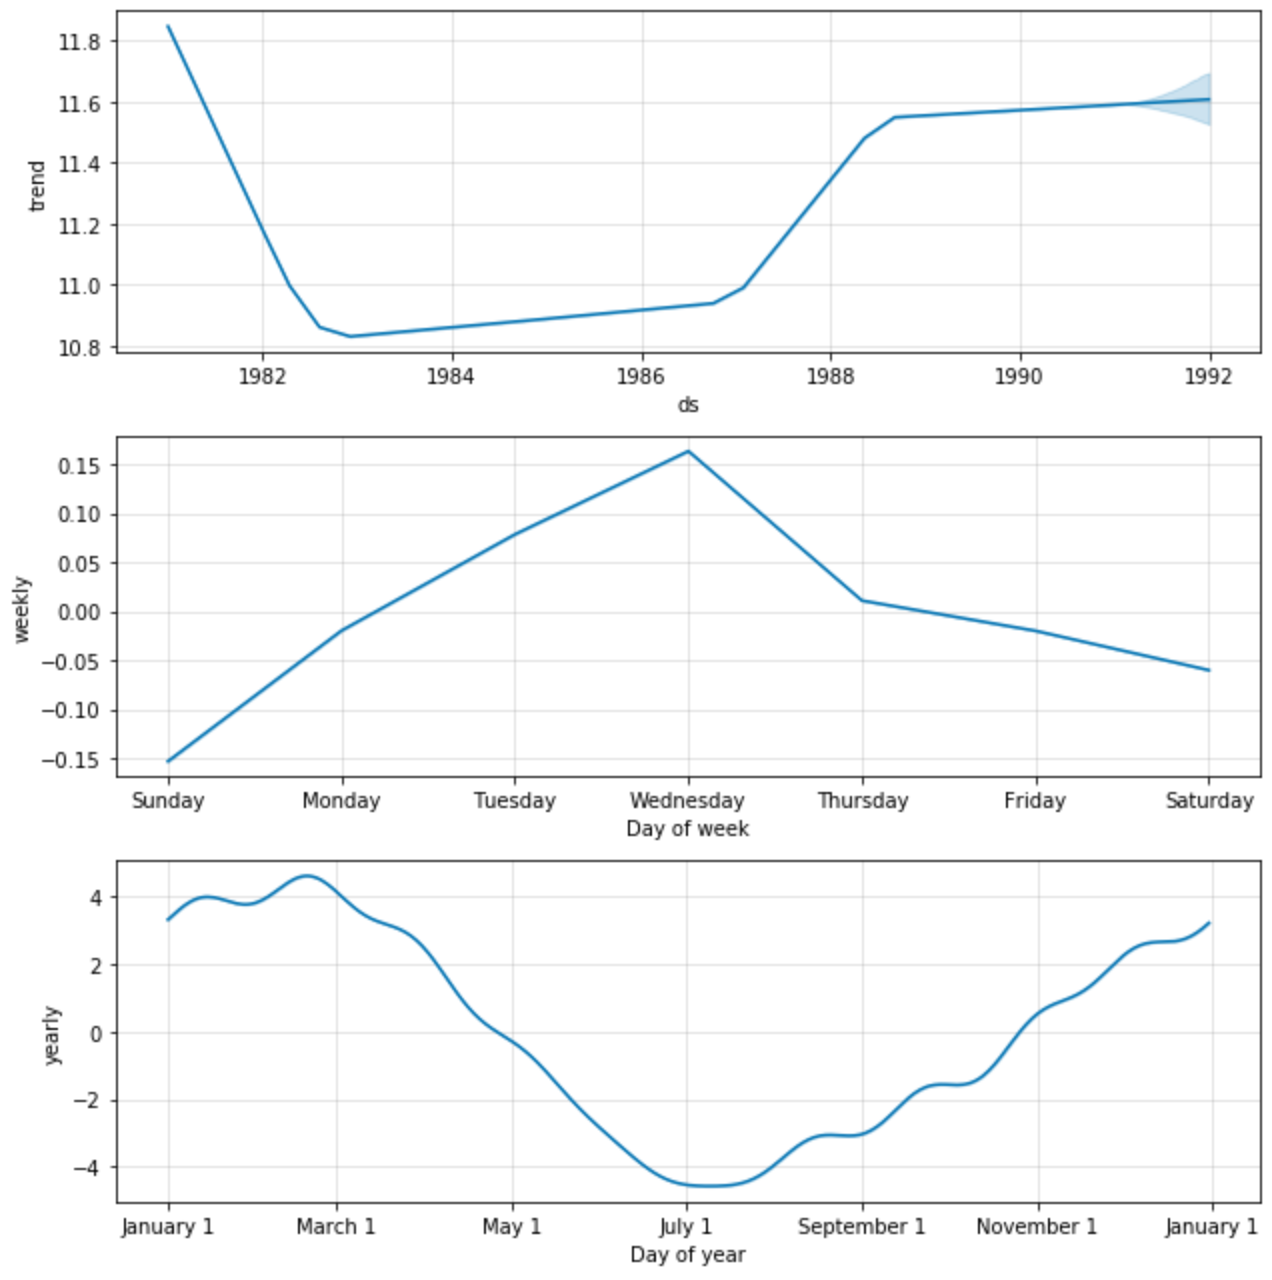 trend
11.8
11.6
11.4
11.2
11.0
10.8
1982 1984 1986 1988 1990 1992
ds
weekly
0.15
0.10
0.05
0.00
−0.05
−0.10
−0.15
Sunday Monday Tuesday Wednesday Thursday Friday Saturday
Day of week
yearly
4
2
0
−2
−4
January 1 March 1 May 1 July 1 September 1 November 1 January 1
Day of year